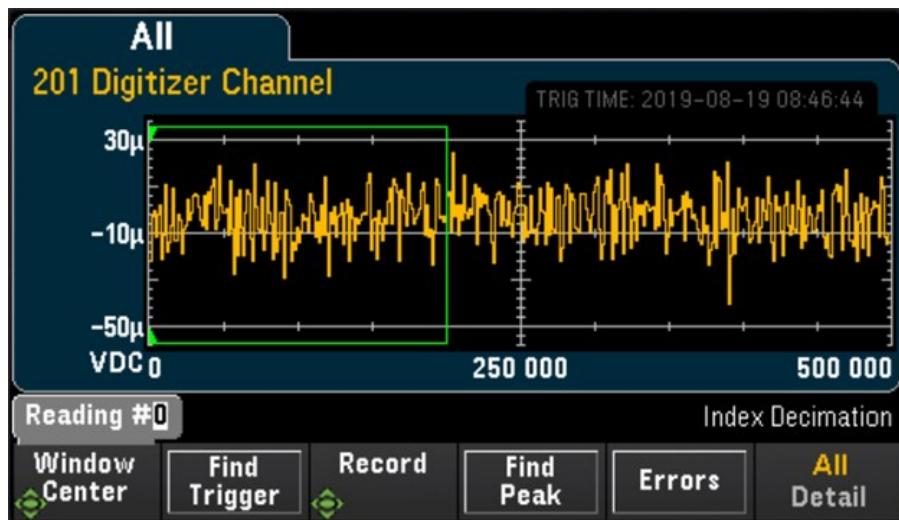 All
201 Digitizer Channel
TRIG TIME: 2019-08-19 08:46:44
30µ
-10µ
-50µ
VDC 0 250 000 500 000
Reading #0 Index Decimation
Window Center
Find Trigger
Record
Find Peak
Errors
All
Detail